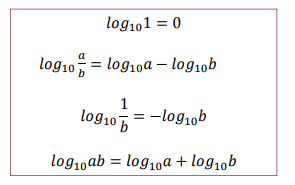 log₁₀1 = 0
log₁₀ a/b = log₁₀a − log₁₀b
log₁₀ 1/b = −log₁₀b
log₁₀ab = log₁₀a + log₁₀b